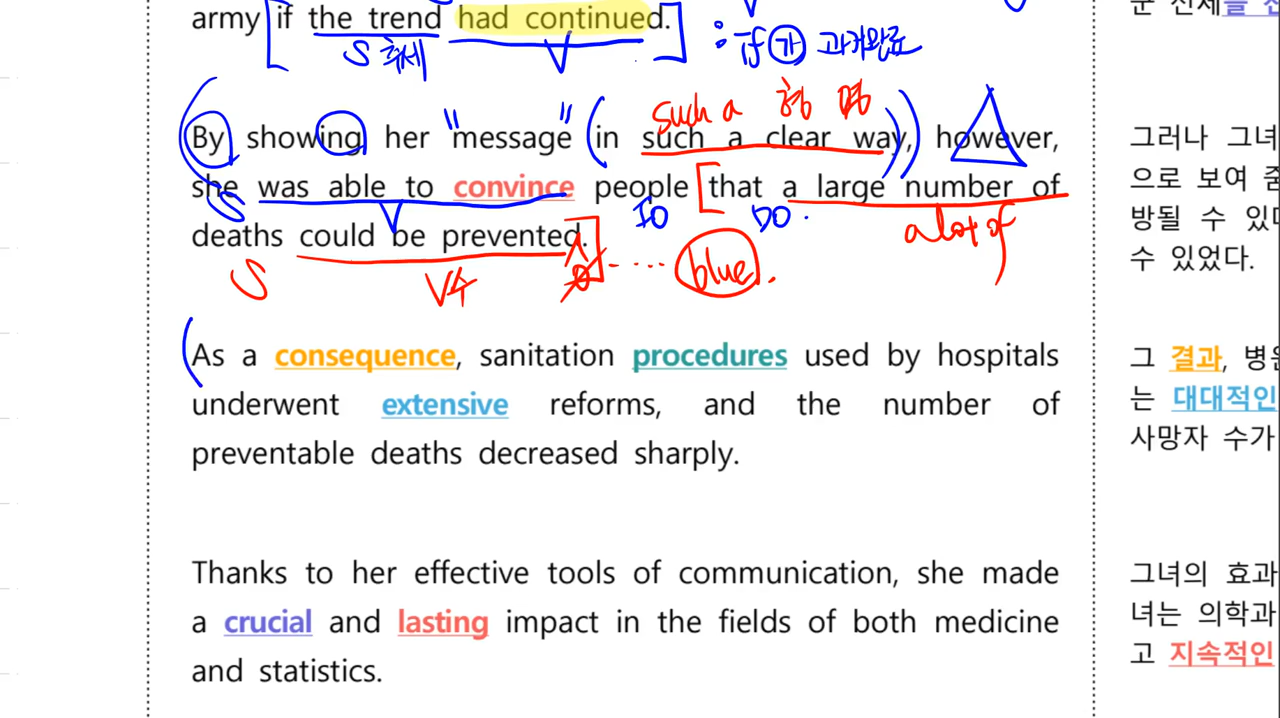 army if the trend had continued.
군 전체를
S 추세 V : if 가 과거완료
such a 형 명
By showing her "message" (in such a clear way,) however,
그러나 그녀
she was able to convince people [that a large number of
으로 보여 줌
S V IO DO. a lot of
deaths could be prevented.]
방될 수 있
S V수 .... blue.
수 있었다.
(As a consequence, sanitation procedures used by hospitals
그 결과, 병원
underwent extensive reforms, and the number of
는 대대적인
preventable deaths decreased sharply.
사망자 수가
Thanks to her effective tools of communication, she made
그녀의 효과
a crucial and lasting impact in the fields of both medicine
녀는 의학과
and statistics.
고 지속적인